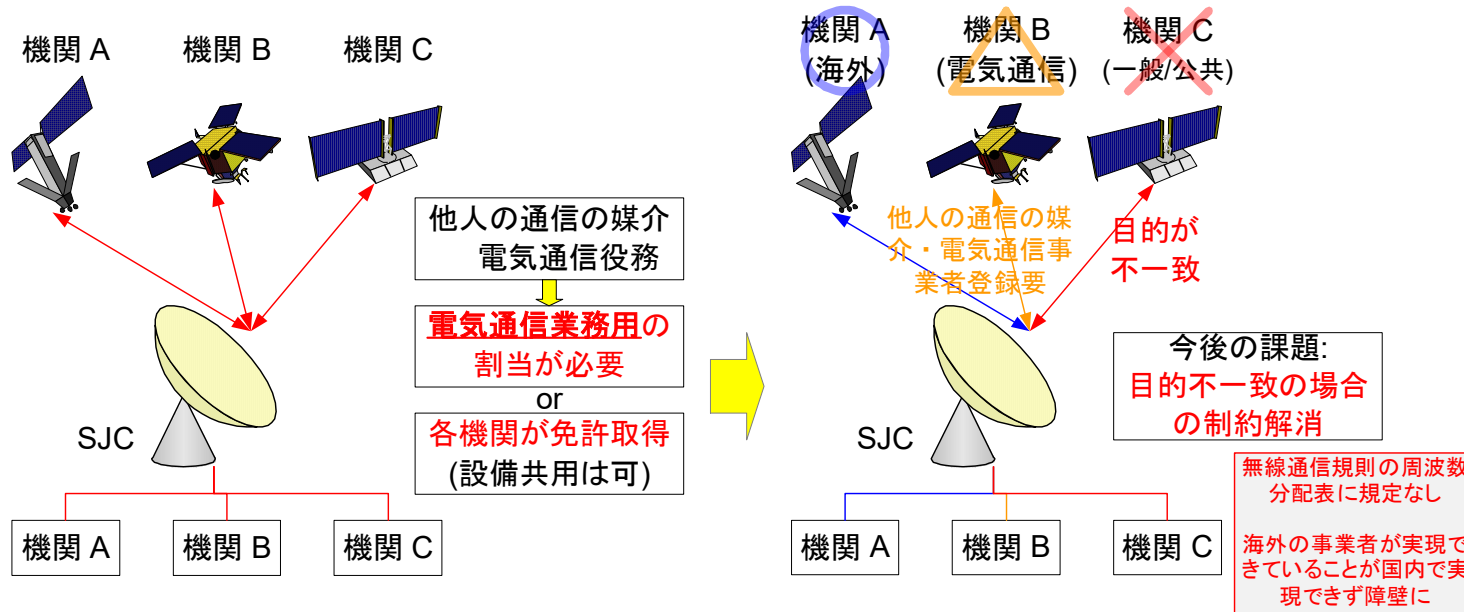 機関 A
機関 B
機関 C
他人の通信の媒介
電気通信役務
電気通信業務用の
割当が必要
or
各機関が免許取得
(設備共用は可)
SJC
機関 A
機関 B
機関 C
機関 A
(海外)
機関 B
(電気通信)
機関 C
(一般/公共)
他人の通信の媒
介・電気通信事
業者登録要
目的が
不一致
SJC
今後の課題:
目的不一致の場合
の制約解消
無線通信規則の周波数
分配表に規定なし
海外の事業者が実現で
きていることが国内で実
現できず障壁に
機関 A
機関 B
機関 C